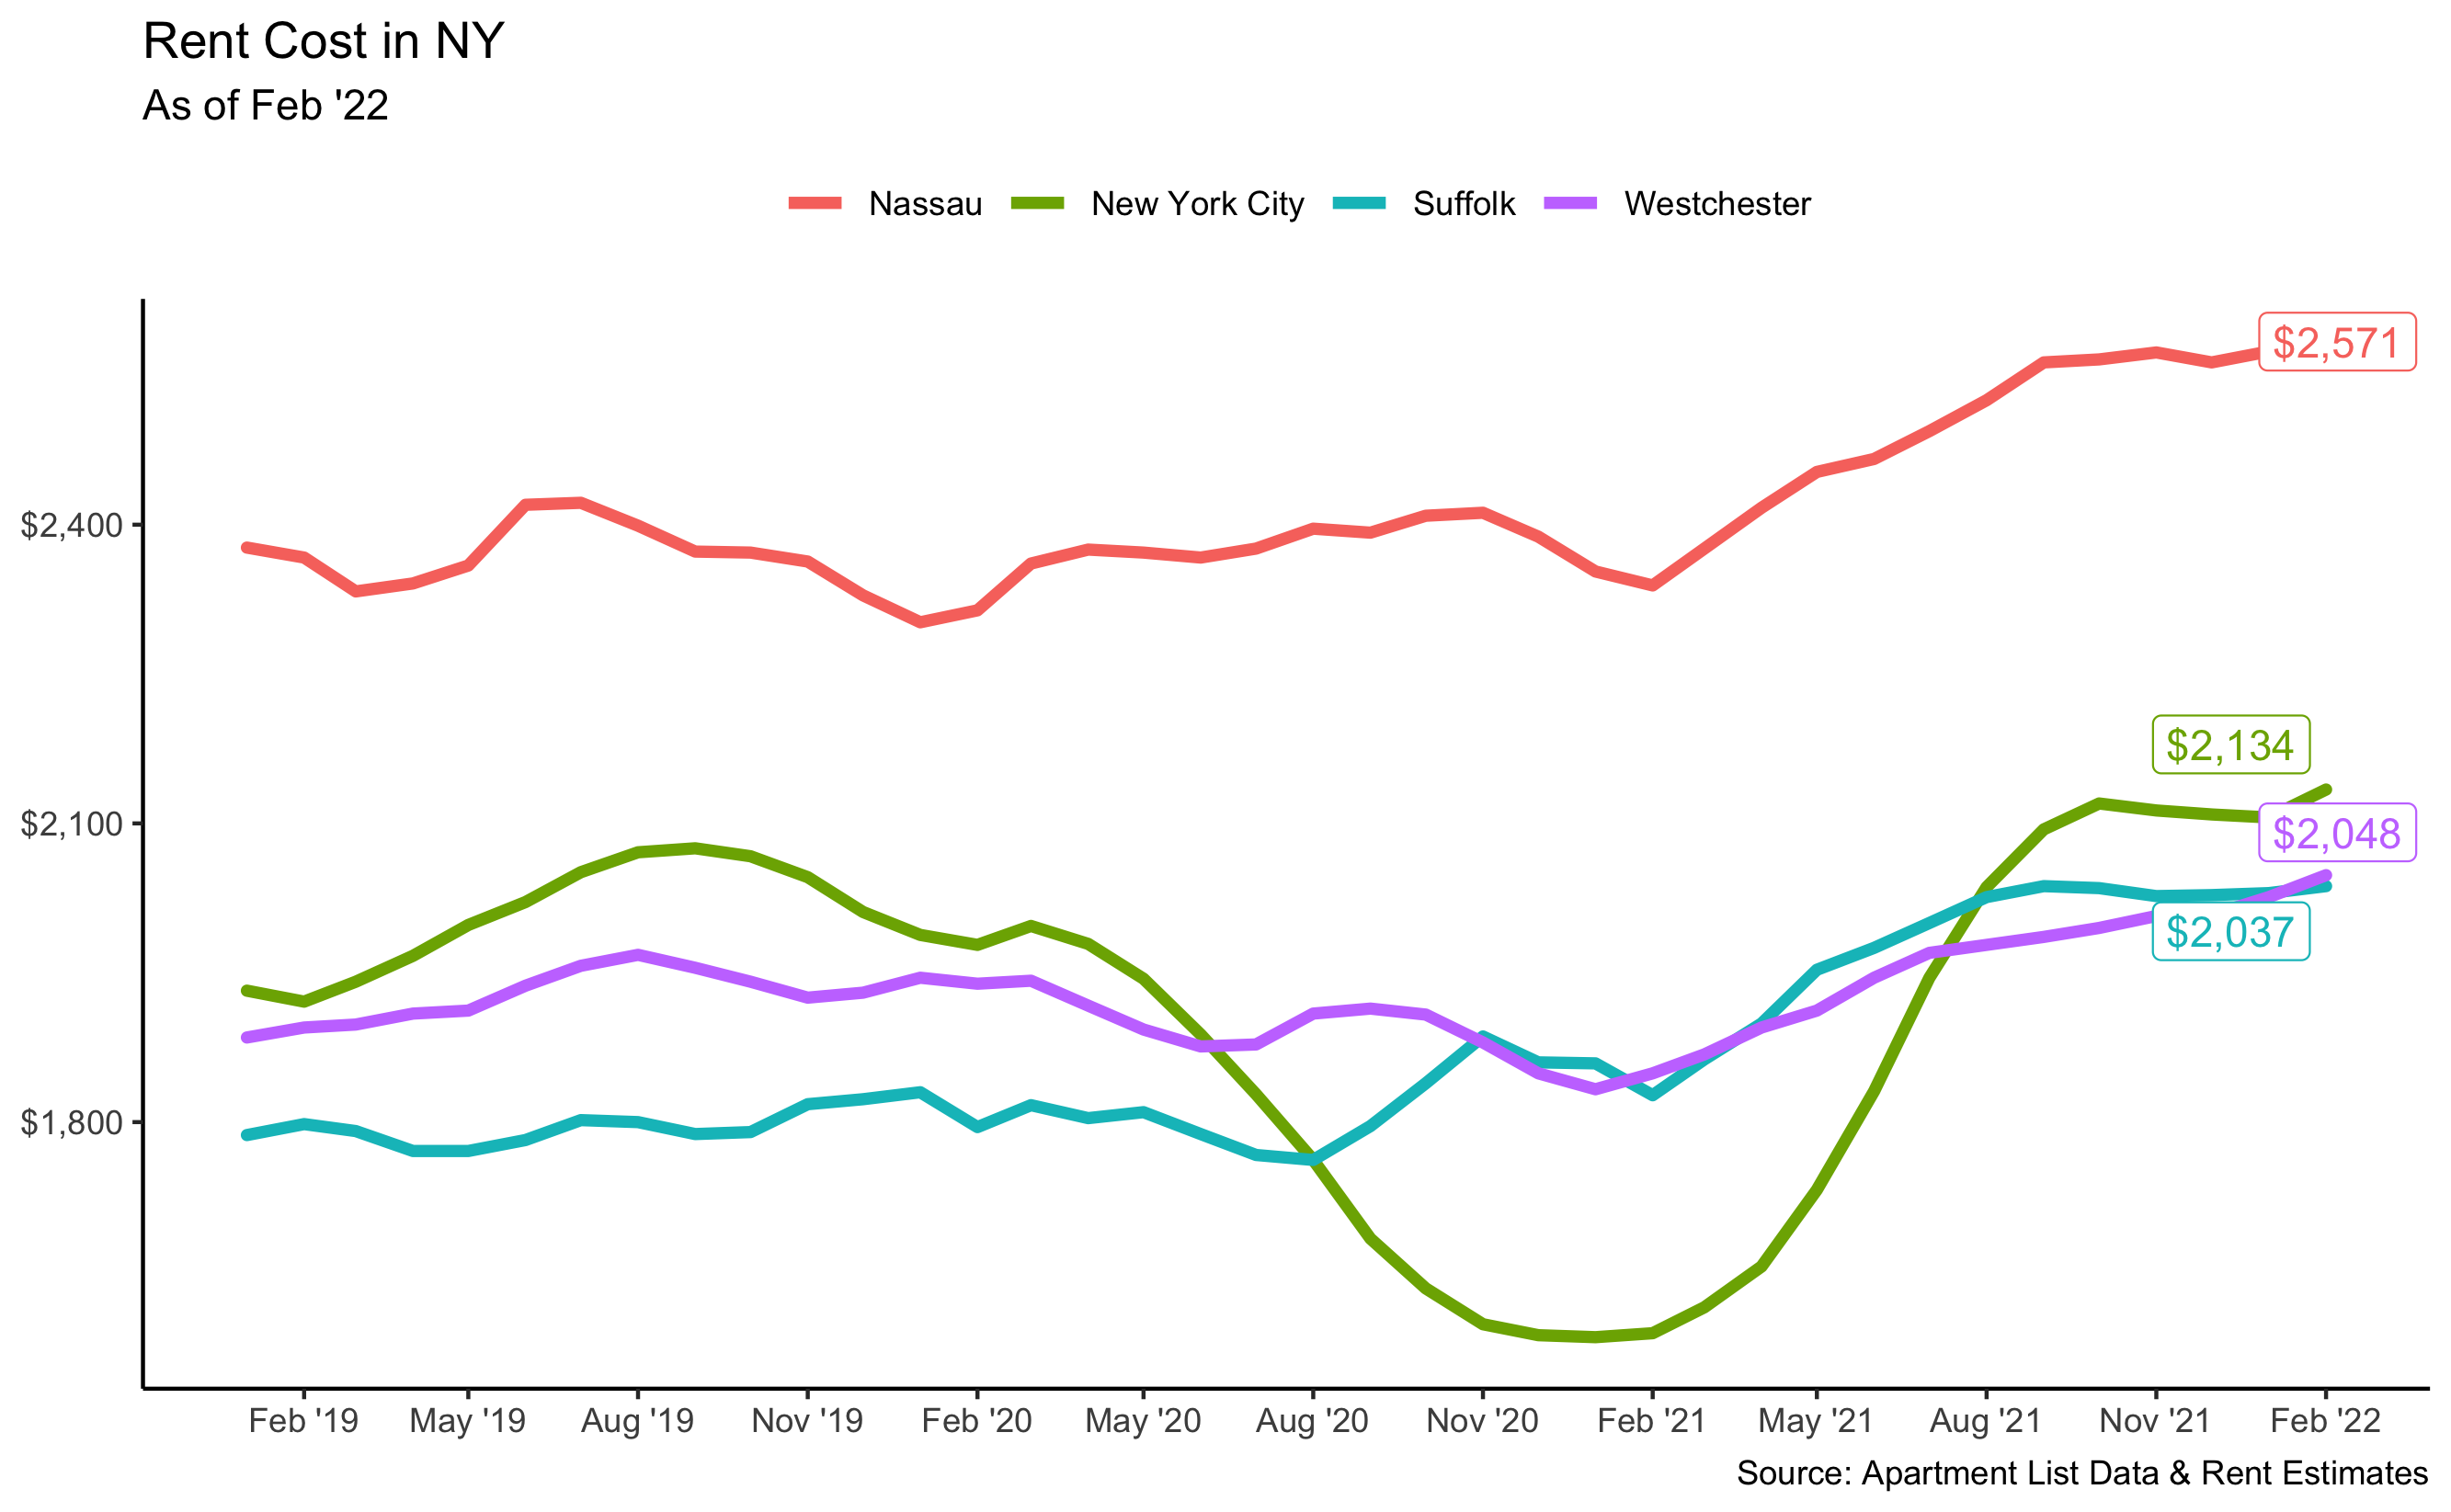 Rent Cost in NY
As of Feb '22
Nassau New York City Suffolk Westchester
$2,571
$2,400
$2,134
$2,100
$2,048
$2,037
$1,800
Feb '19 May '19 Aug '19 Nov '19 Feb '20 May '20 Aug '20 Nov '20 Feb '21 May '21 Aug '21 Nov '21 Feb '22
Source: Apartment List Data & Rent Estimates